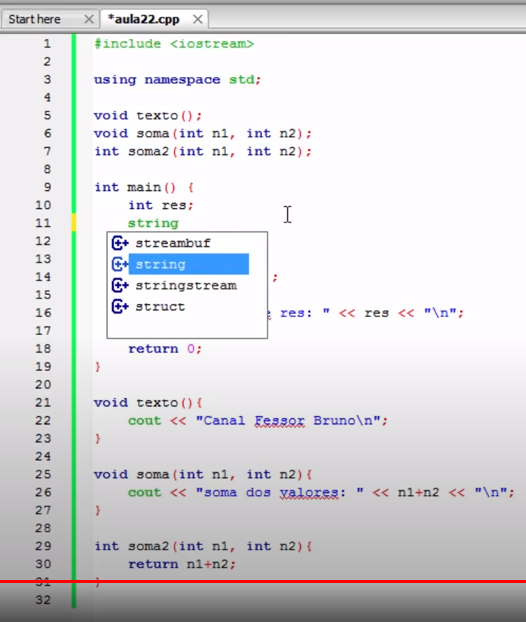 Start here
*aula22.cpp
1 #include <iostream>
2
3 using namespace std;
4
5 void texto();
6 void soma(int n1, int n2);
7 int soma2(int n1, int n2);
8
9 int main() {
10 int res;
11 string
12 streambuf
13 string
14 stringstream ;
15 struct
16 res: " << res << "\n";
17
18 return 0;
19 }
20
21 void texto(){
22 cout << "Canal Fessor Bruno\n";
23 }
24
25 void soma(int n1, int n2){
26 cout << "soma dos valores: " << n1+n2 << "\n";
27 }
28
29 int soma2(int n1, int n2){
30 return n1+n2;
31 }
32